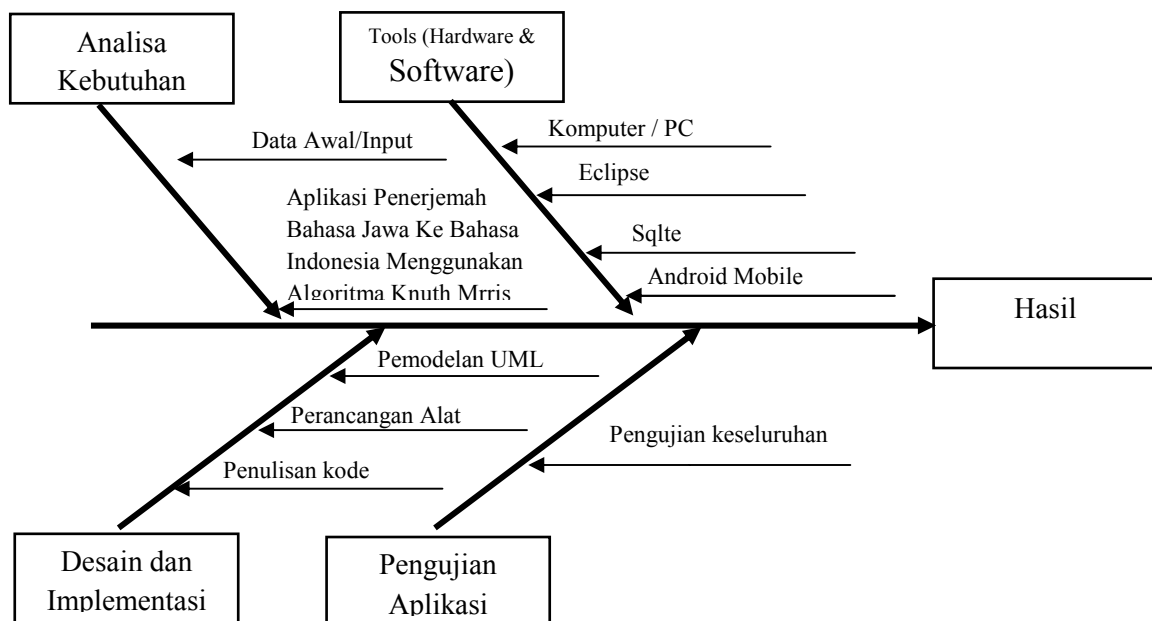 Analisa
Kebutuhan
Tools (Hardware &
Software)
Data Awal/Input
Aplikasi Penerjemah
Bahasa Jawa Ke Bahasa
Indonesia Menggunakan
Algoritma Knuth Mrris
Komputer / PC
Eclipse
Sqlte
Android Mobile
Hasil
Pemodelan UML
Perancangan Alat
Penulisan kode
Pengujian keseluruhan
Desain dan
Implementasi
Pengujian
Aplikasi